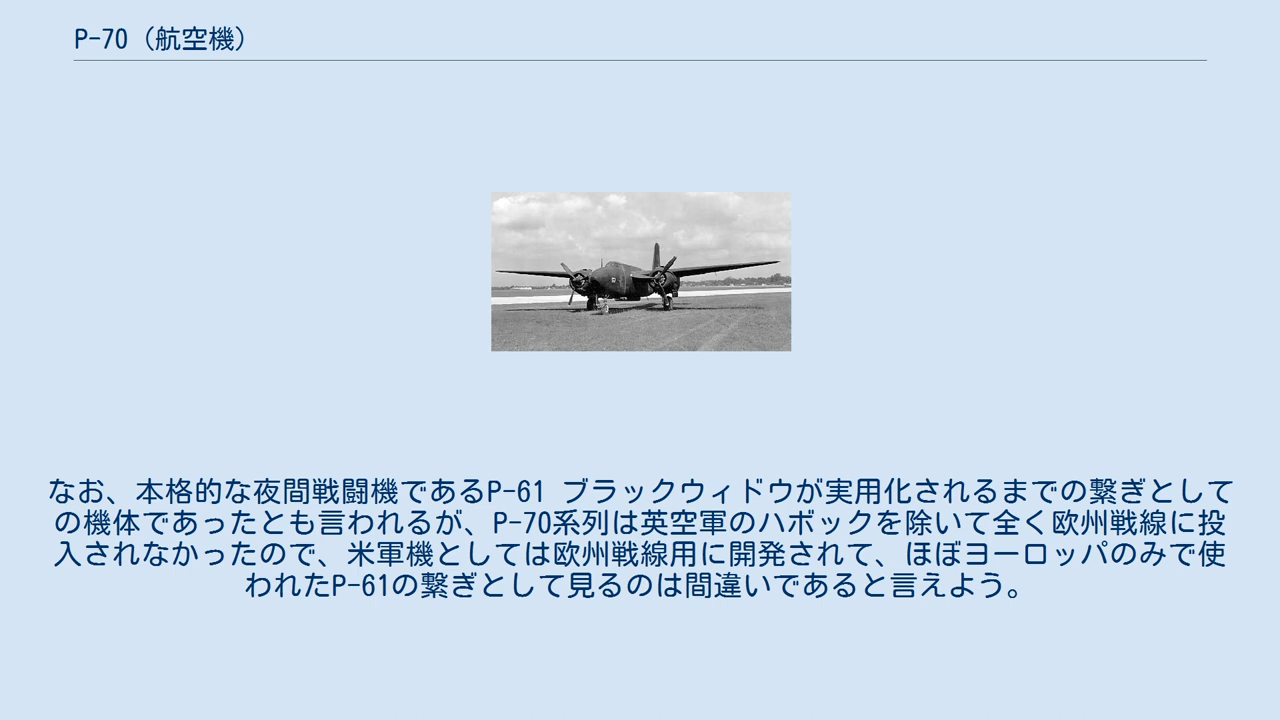 P-70（航空機）
なお、本格的な夜間戦闘機であるP-61 ブラックウィドウが実用化されるまでの繋ぎとして
の機体であったとも言われるが、P-70系列は英空軍のハボックを除いて全く欧州戦線に投
入されなかったので、米軍機としては欧州戦線用に開発されて、ほぼヨーロッパのみで使
われたP-61の繋ぎとして見るのは間違いであると言えよう。